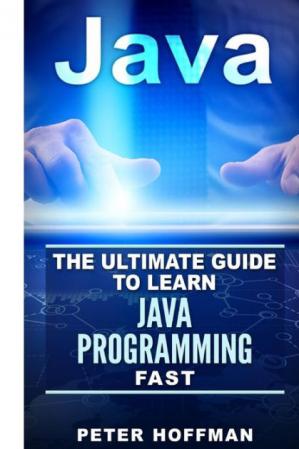 Java
THE ULTIMATE GUIDE
TO LEARN
JAVA
PROGRAMMING
FAST
PETER HOFFMAN